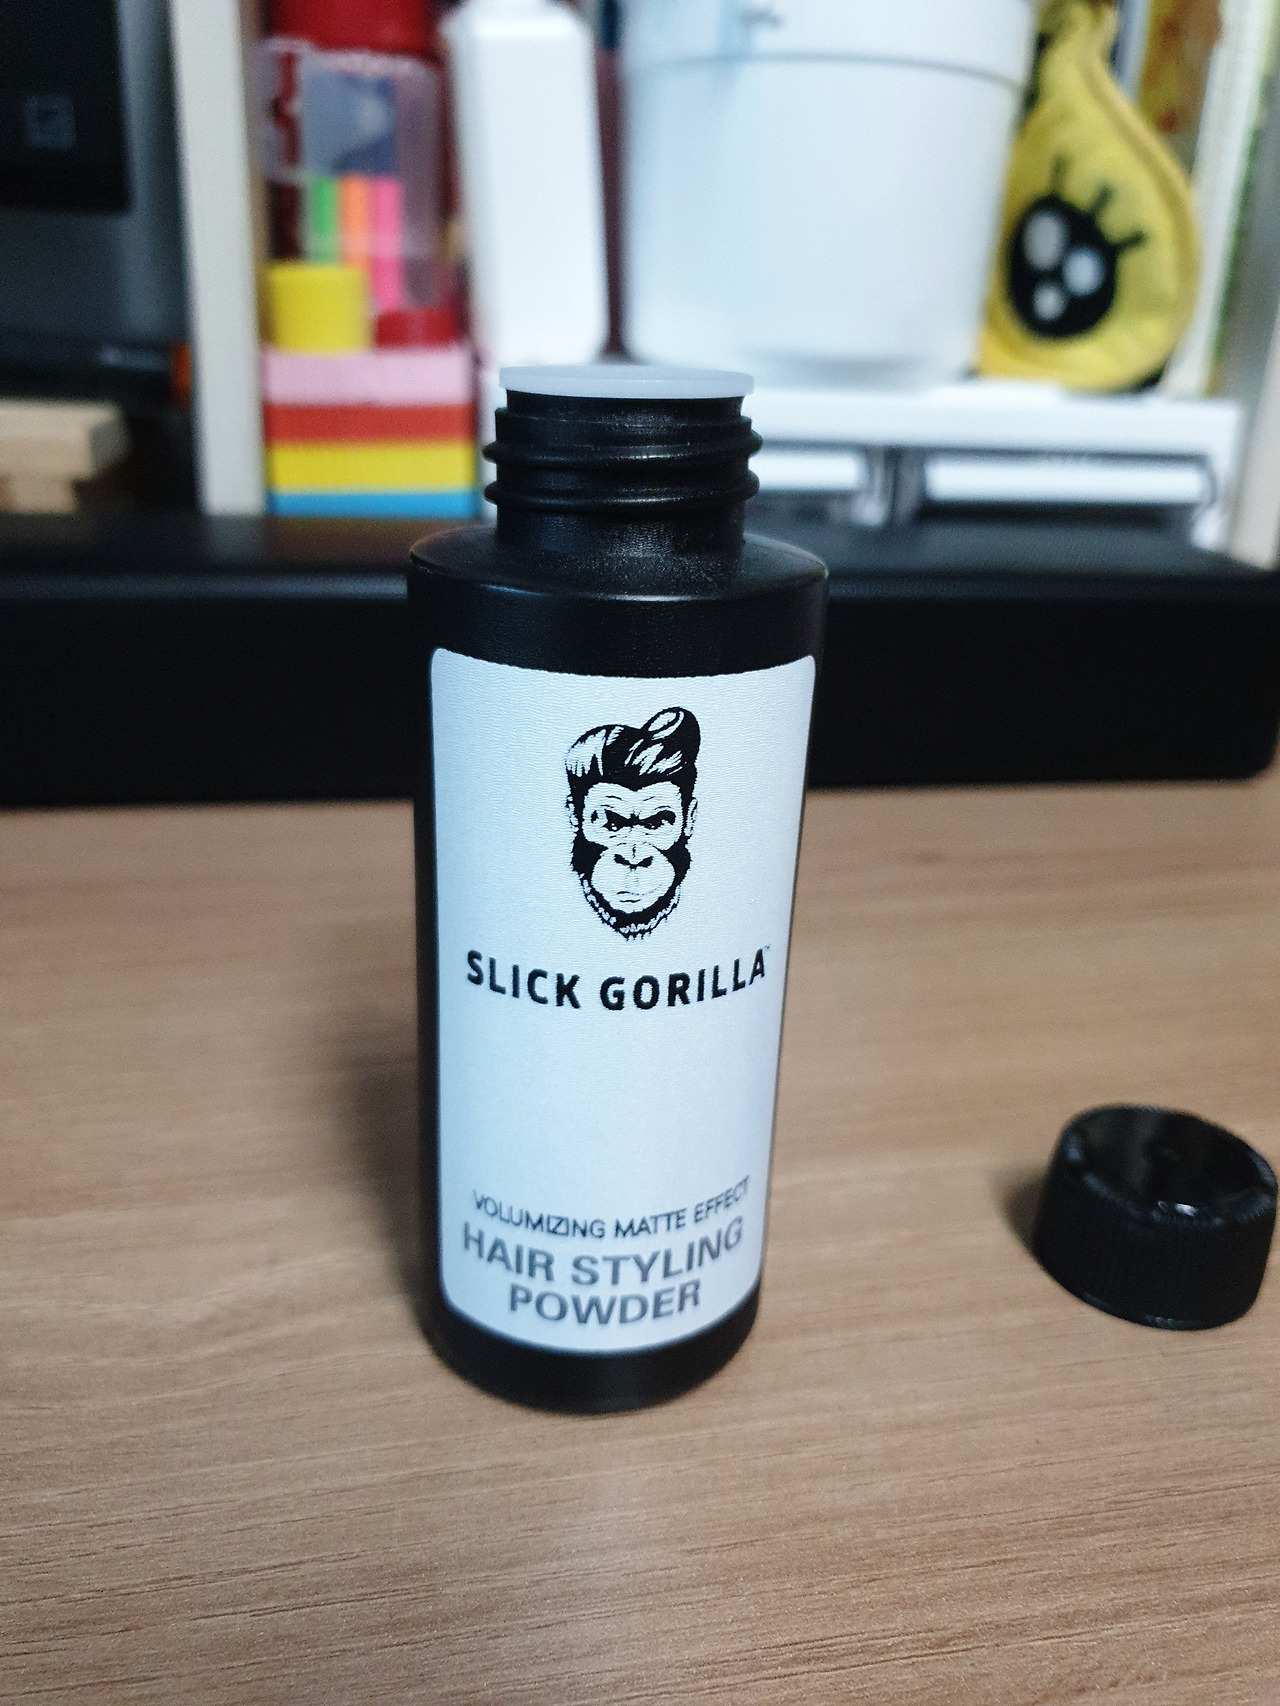 SLICK GORILLA™
VOLUMIZING MATTE EFFECT
HAIR STYLING
POWDER